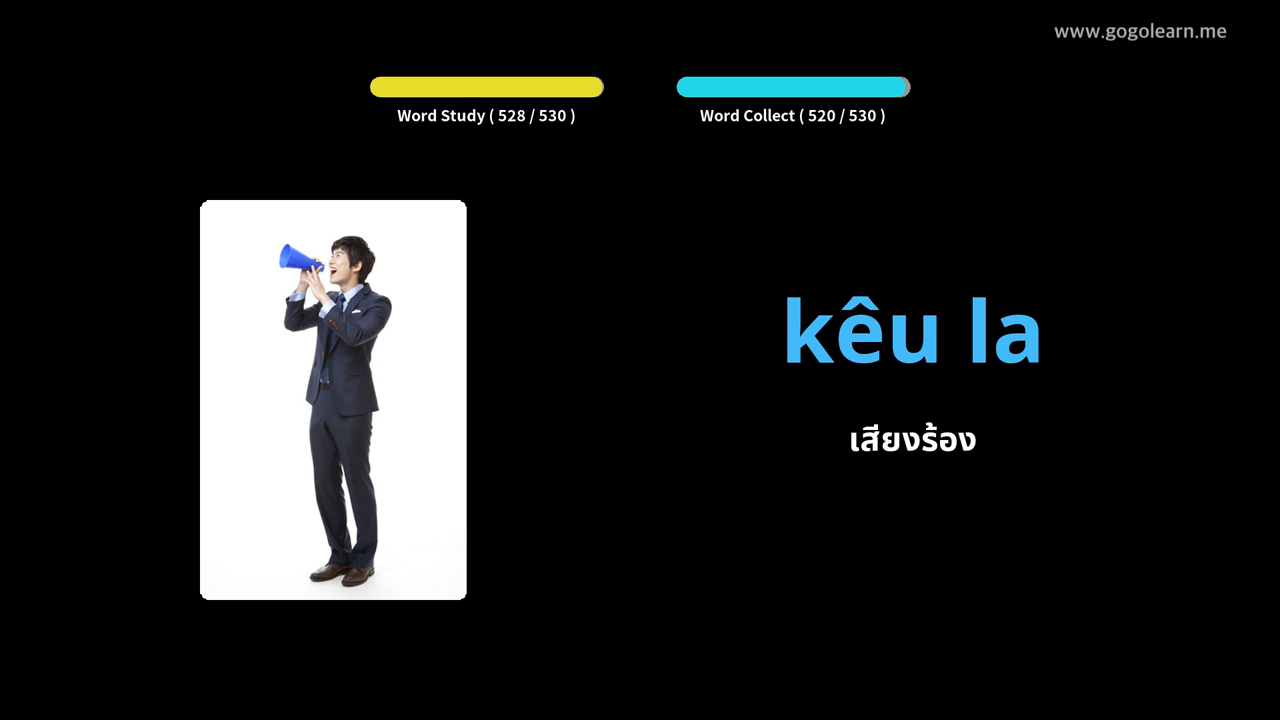 www.gogolearn.me
Word Study ( 528 / 530 )
Word Collect ( 520 / 530 )
kêu la
เสียงร้อง